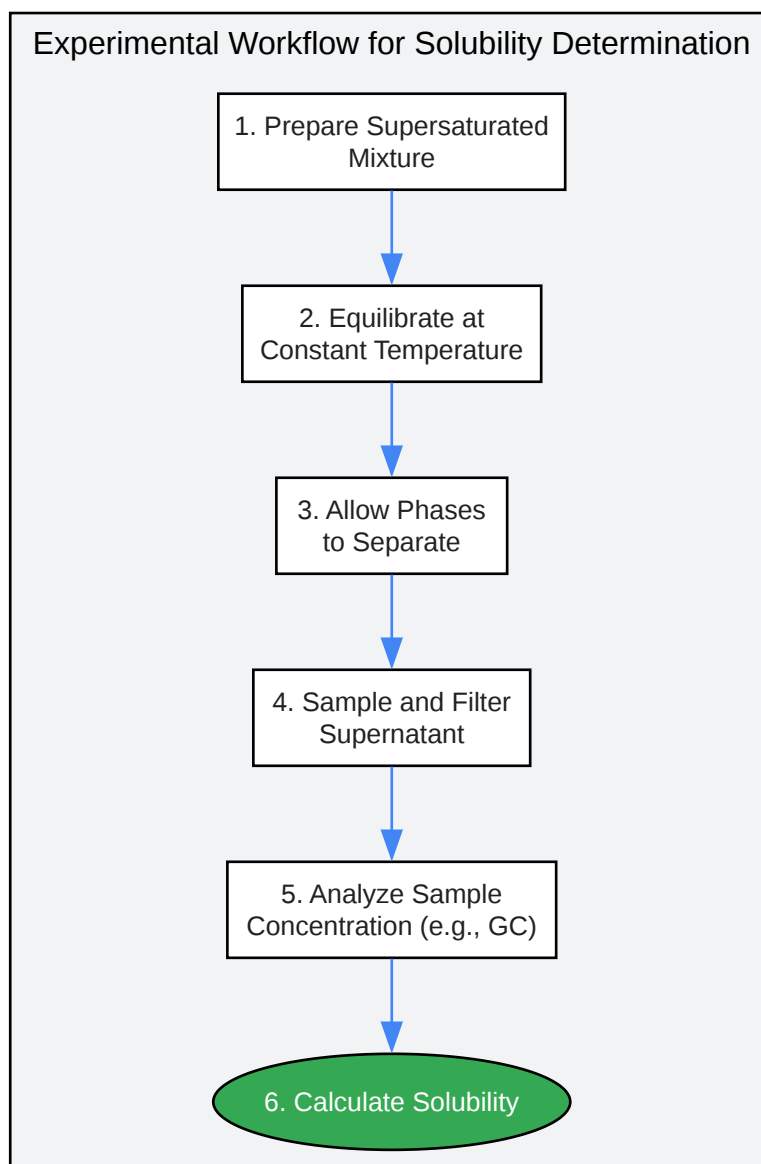 Experimental Workflow for Solubility Determination
1. Prepare Supersaturated
Mixture
2. Equilibrate at
Constant Temperature
3. Allow Phases
to Separate
4. Sample and Filter
Supernatant
5. Analyze Sample
Concentration (e.g., GC)
6. Calculate Solubility